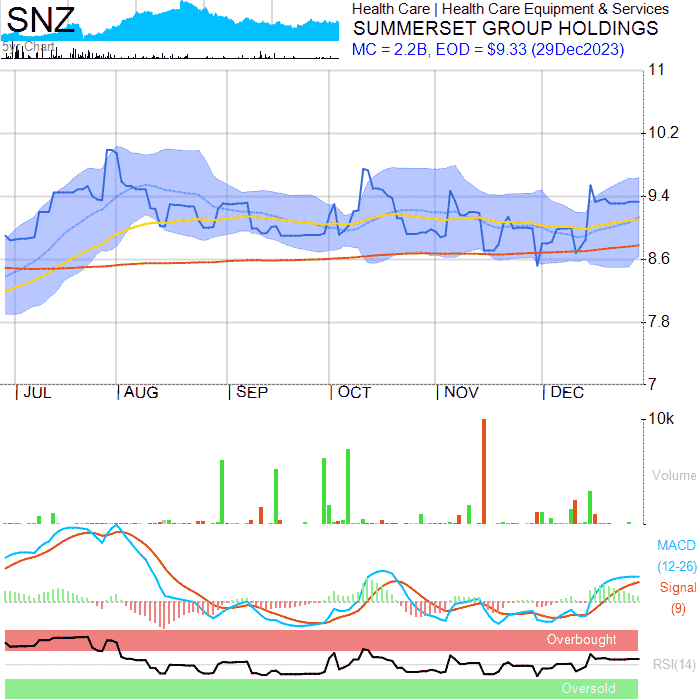 SNZ
5yr Chart
Health Care | Health Care Equipment & Services
SUMMERSET GROUP HOLDINGS
MC = 2.2B, EOD = $9.33 (29Dec2023)
11
10.2
9.4
8.6
7.8
7
JUL AUG SEP OCT NOV DEC
10k
Volume
MACD
(12-26)
Signal
(9)
Overbought
RSI(14)
Oversold